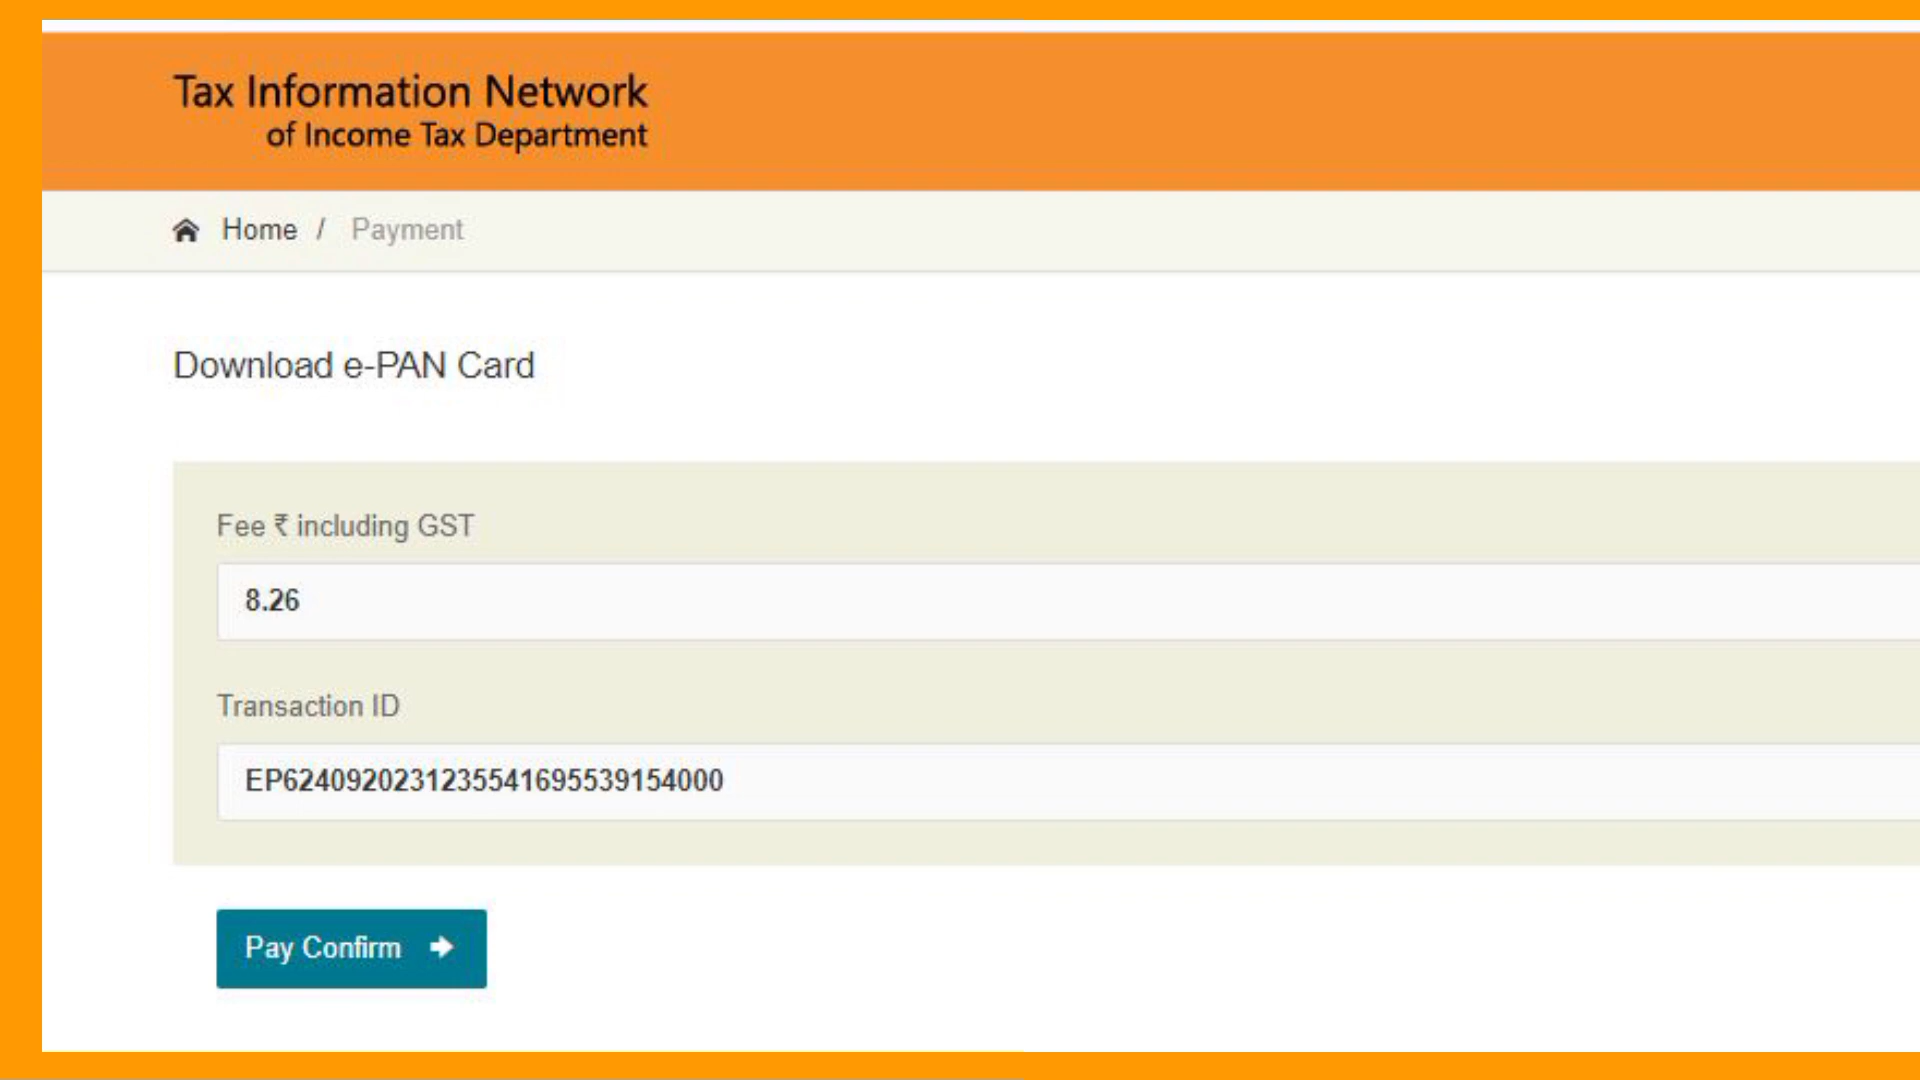 Tax Information Network
of Income Tax Department
Home / Payment
Download e-PAN Card
Fee ₹ including GST
8.26
Transaction ID
EP6240920231235541695539154000
Pay Confirm